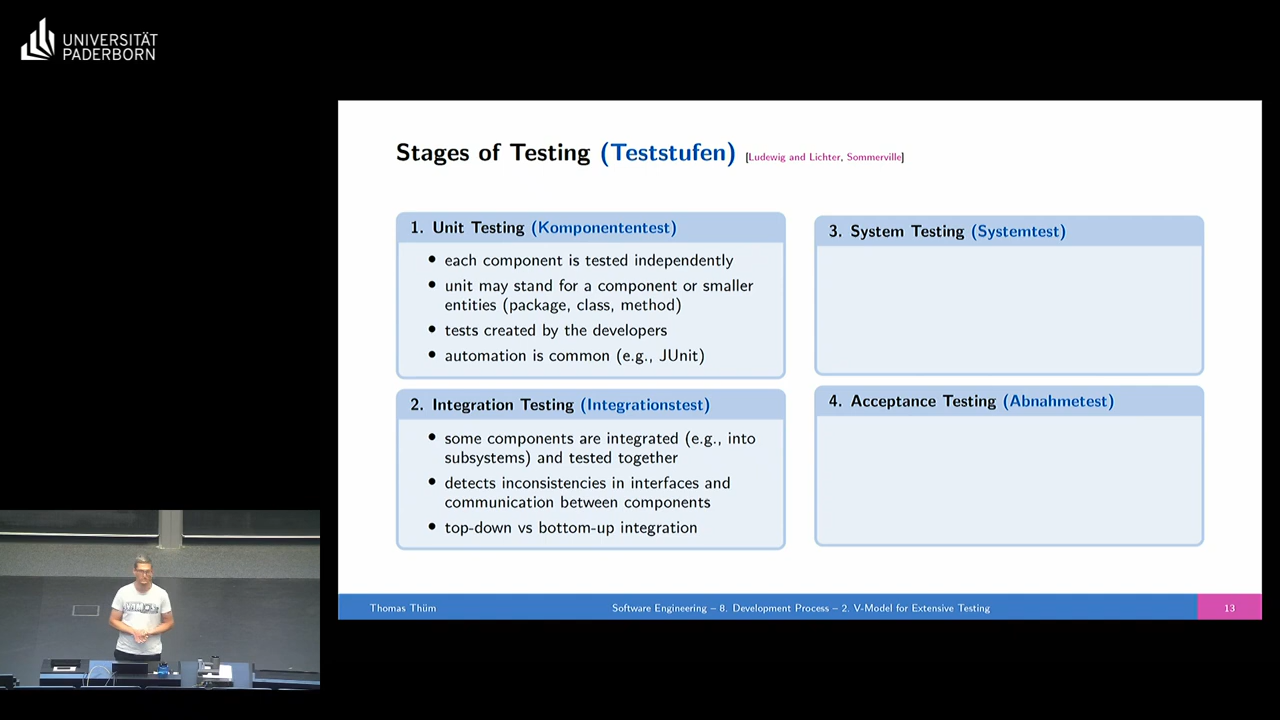 UNIVERSITÄT
PADERBORN
Stages of Testing (Teststufen) [Ludewig and Lichter, Sommerville]
1. Unit Testing (Komponententest)
• each component is tested independently
• unit may stand for a component or smaller
entities (package, class, method)
• tests created by the developers
• automation is common (e.g., JUnit)
2. Integration Testing (Integrationstest)
• some components are integrated (e.g., into
subsystems) and tested together
• detects inconsistencies in interfaces and
communication between components
• top-down vs bottom-up integration
3. System Testing (Systemtest)
4. Acceptance Testing (Abnahmetest)
Thomas Thüm
Software Engineering – 8. Development Process – 2. V-Model for Extensive Testing
13